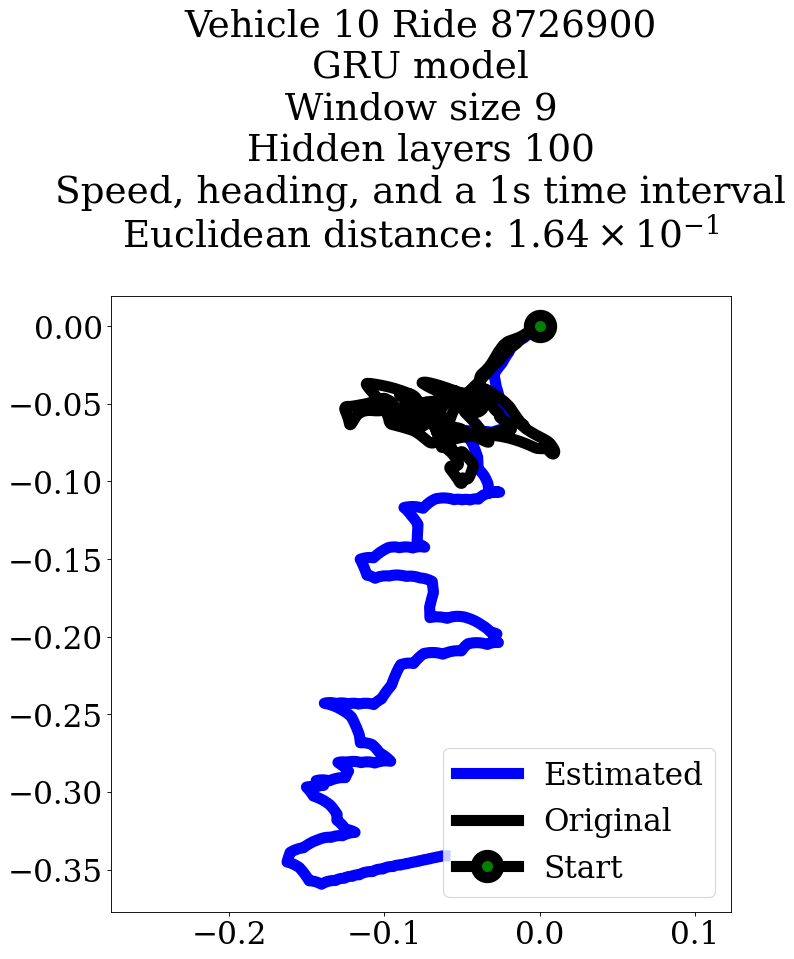 Vehicle 10 Ride 8726900
GRU model
Window size 9
Hidden layers 100
Speed, heading, and a 1s time interval
Euclidean distance: 1.64 × 10⁻¹
0.00
−0.05
−0.10
−0.15
−0.20
−0.25
−0.30
−0.35
Estimated
Original
Start
−0.2
−0.1
0.0
0.1